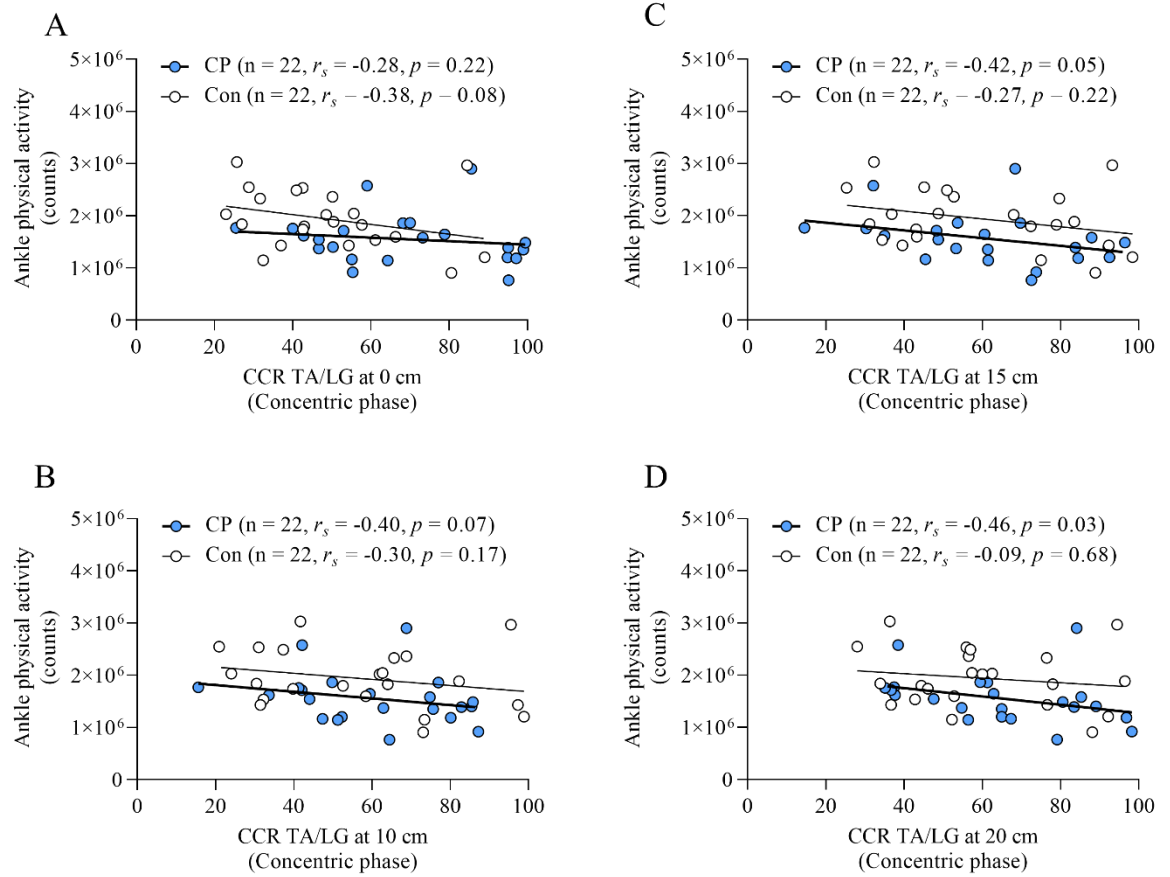 A
CP (n = 22, rs = -0.28, p = 0.22)
Con (n = 22, rs – -0.38, p – 0.08)
5×10⁶
4×10⁶
3×10⁶
2×10⁶
1×10⁶
0
Ankle physical activity
(counts)
0 20 40 60 80 100
CCR TA/LG at 0 cm
(Concentric phase)
B
CP (n = 22, rs = -0.40, p = 0.07)
Con (n = 22, rs = -0.30, p = 0.17)
5×10⁶
4×10⁶
3×10⁶
2×10⁶
1×10⁶
0
Ankle physical activity
(counts)
0 20 40 60 80 100
CCR TA/LG at 10 cm
(Concentric phase)
C
CP (n = 22, rs = -0.42, p = 0.05)
Con (n = 22, rs – -0.27, p – 0.22)
5×10⁶
4×10⁶
3×10⁶
2×10⁶
1×10⁶
0
Ankle physical activity
(counts)
0 20 40 60 80 100
CCR TA/LG at 15 cm
(Concentric phase)
D
CP (n = 22, rs = -0.46, p = 0.03)
Con (n = 22, rs = -0.09, p = 0.68)
5×10⁶
4×10⁶
3×10⁶
2×10⁶
1×10⁶
0
Ankle physical activity
(counts)
0 20 40 60 80 100
CCR TA/LG at 20 cm
(Concentric phase)